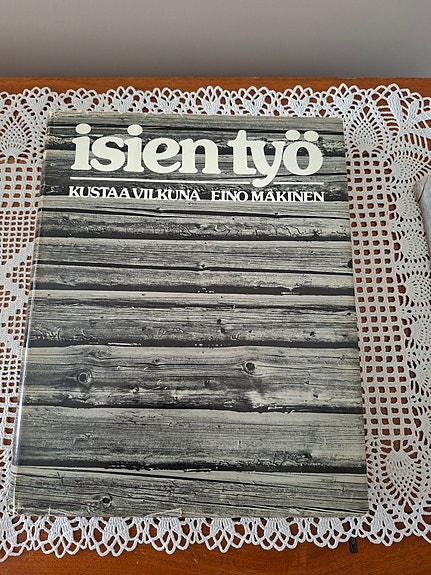 isien työ
KUSTAA VILKUNA EINO MÄKINEN